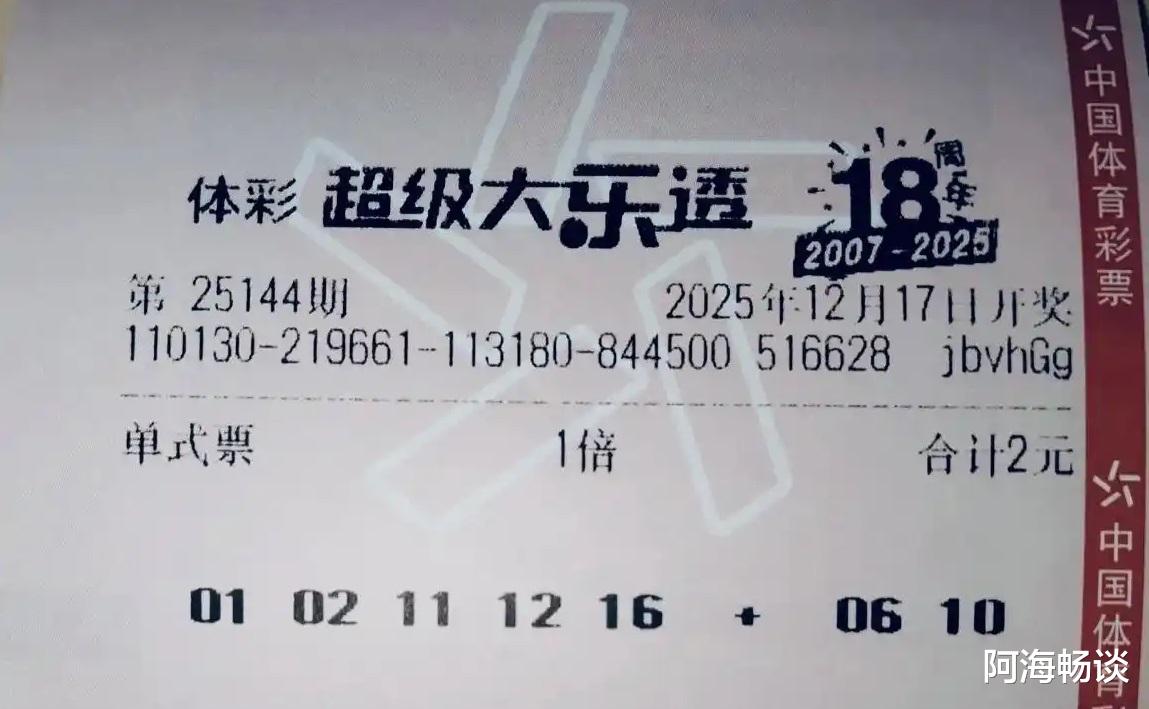 体彩 超级大乐透 18周年
2007-2025
第 25144期 2025年12月17日开奖
110130-219661-113180-844500 516628 jbvhGg
单式票 1倍 合计2元
01 02 11 12 16 + 06 10
中国体育彩票
中国体育彩
阿海畅谈